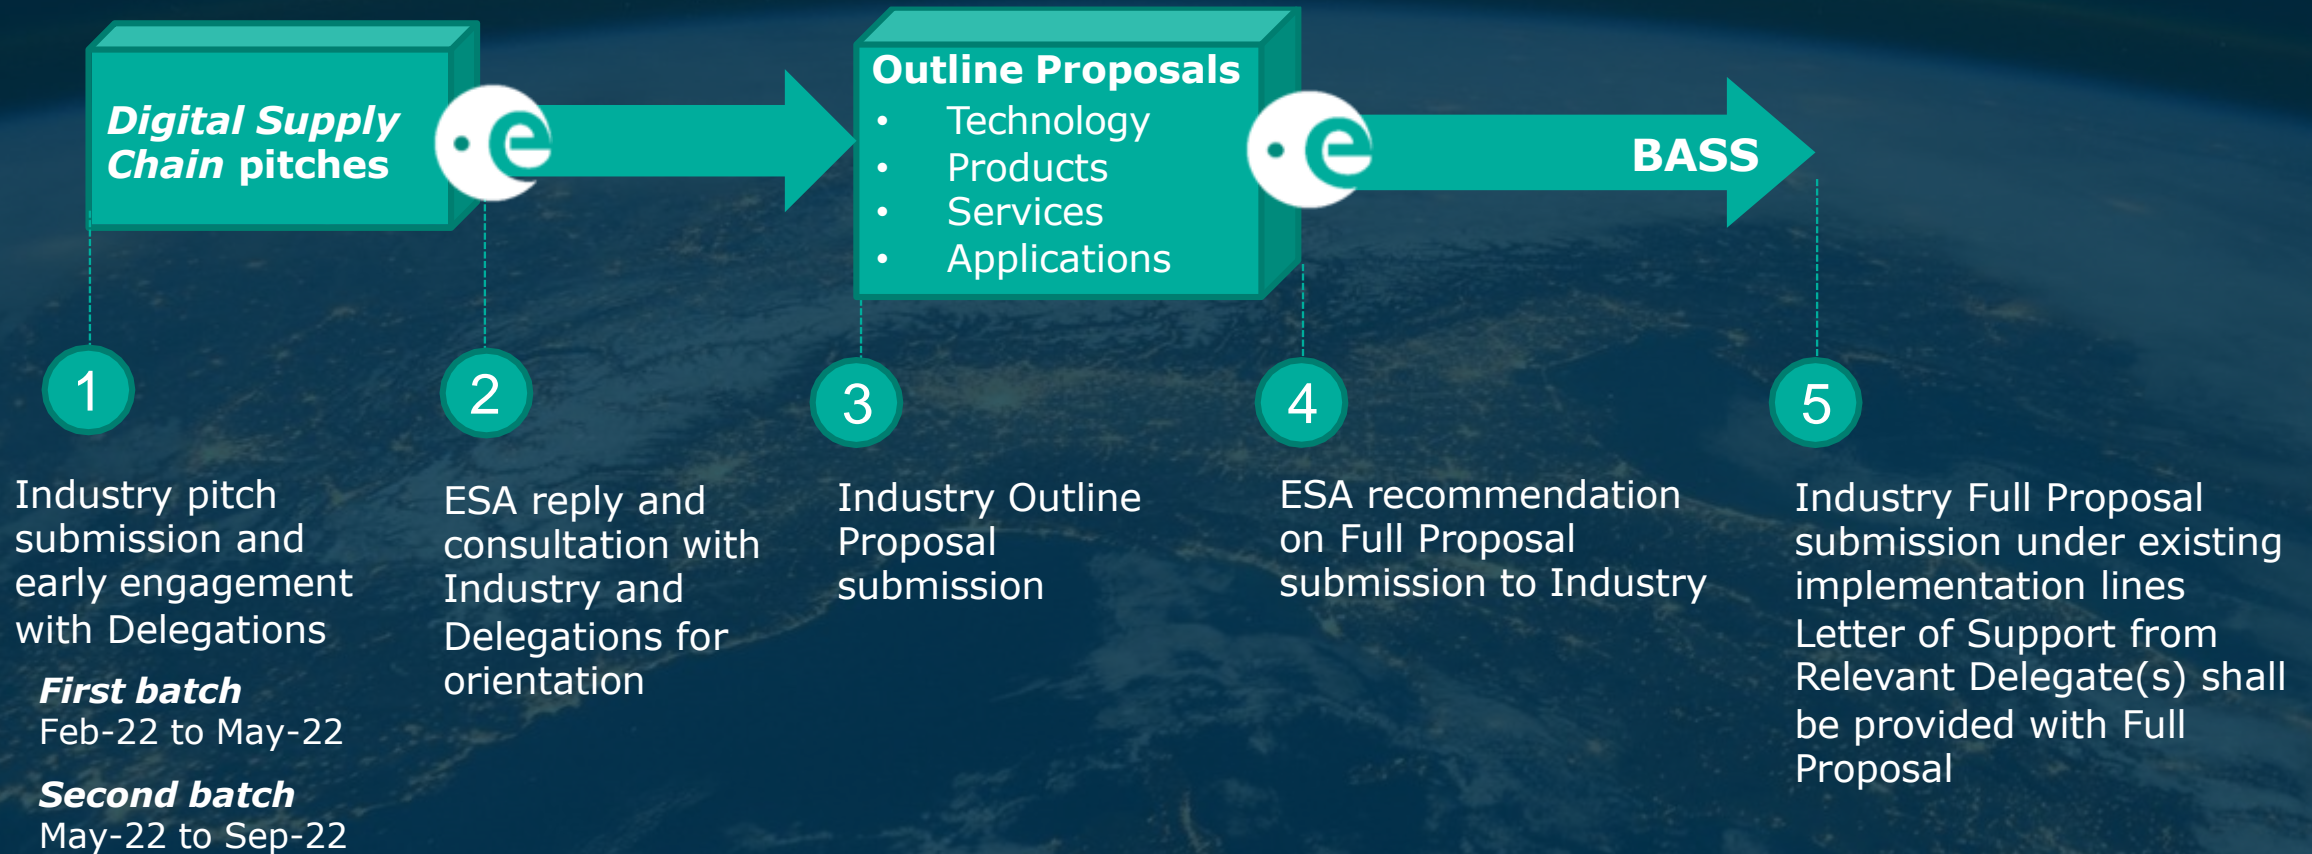 Digital Supply
Chain pitches
e
Outline Proposals
• Technology
• Products
• Services
• Applications
e
BASS
1
2
3
4
5
Industry pitch
submission and
early engagement
with Delegations
First batch
Feb-22 to May-22
Second batch
May-22 to Sep-22
ESA reply and
consultation with
Industry and
Delegations for
orientation
Industry Outline
Proposal
submission
ESA recommendation
on Full Proposal
submission to Industry
Industry Full Proposal
submission under existing
implementation lines
Letter of Support from
Relevant Delegate(s) shall
be provided with Full
Proposal